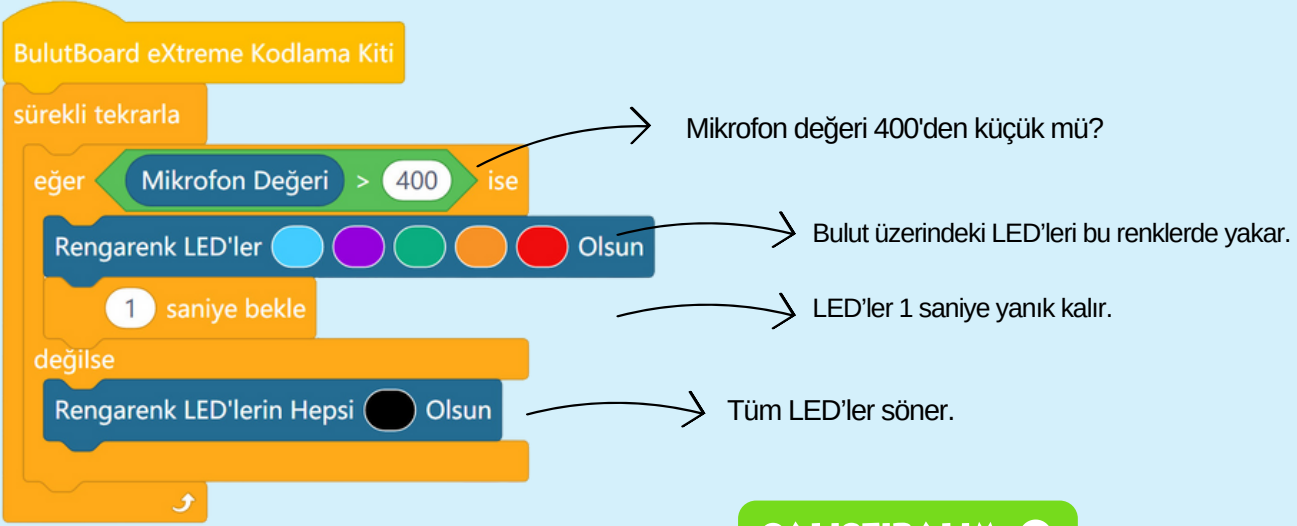 BulutBoard eXtreme Kodlama Kiti
sürekli tekrarla
eğer Mikrofon Değeri > 400 ise
Mikrofon değeri 400'den küçük mü?
Rengarenk LED'ler Olsun
Bulut üzerindeki LED'leri bu renklerde yakar.
1 saniye bekle
LED'ler 1 saniye yanık kalır.
değilse
Rengarenk LED'lerin Hepsi Olsun
Tüm LED'ler söner.